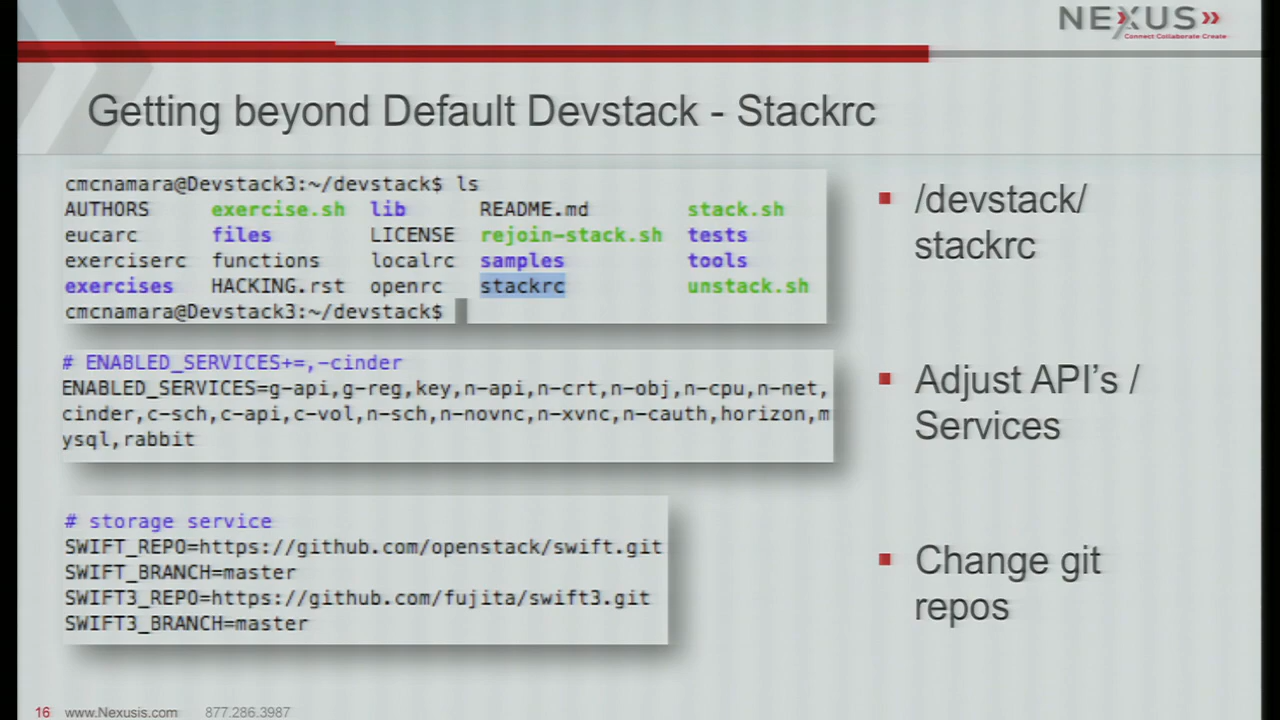 NEXUS
Connect Collaborate Create
Getting beyond Default Devstack - Stackrc
cmcnamara@Devstack3:~/devstack$ ls
AUTHORS exercise.sh lib README.md stack.sh
eucarc files LICENSE rejoin-stack.sh tests
exerciserc functions localrc samples tools
exercises HACKING.rst openrc stackrc unstack.sh
cmcnamara@Devstack3:~/devstack$
# ENABLED_SERVICES+=,-cinder
ENABLED_SERVICES=g-api,g-reg,key,n-api,n-crt,n-obj,n-cpu,n-net,
cinder,c-sch,c-api,c-vol,n-sch,n-novnc,n-xvnc,n-cauth,horizon,m
ysql,rabbit
# storage service
SWIFT_REPO=https://github.com/openstack/swift.git
SWIFT_BRANCH=master
SWIFT3_REPO=https://github.com/fujita/swift3.git
SWIFT3_BRANCH=master
/devstack/
stackrc
Adjust API's /
Services
Change git
repos
16 www.Nexusis.com 877.286.3987